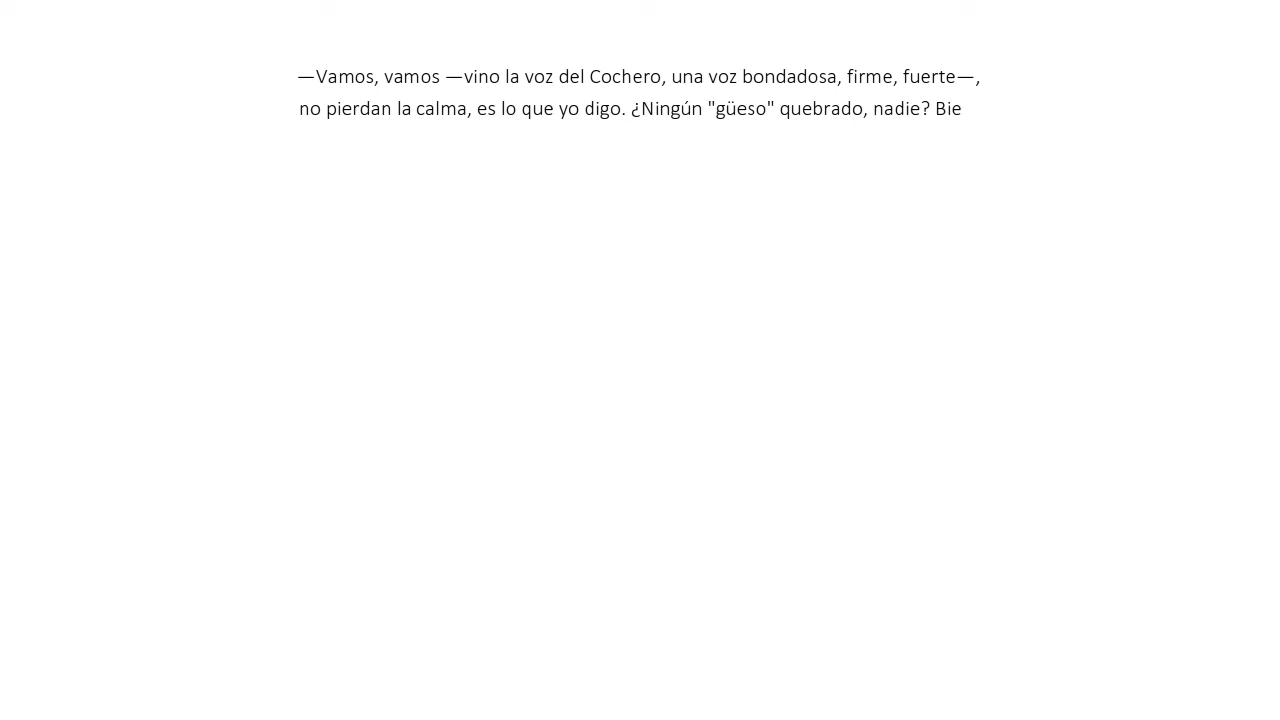 —Vamos, vamos —vino la voz del Cochero, una voz bondadosa, firme, fuerte—,
no pierdan la calma, es lo que yo digo. ¿Ningún "güeso" quebrado, nadie? Bie